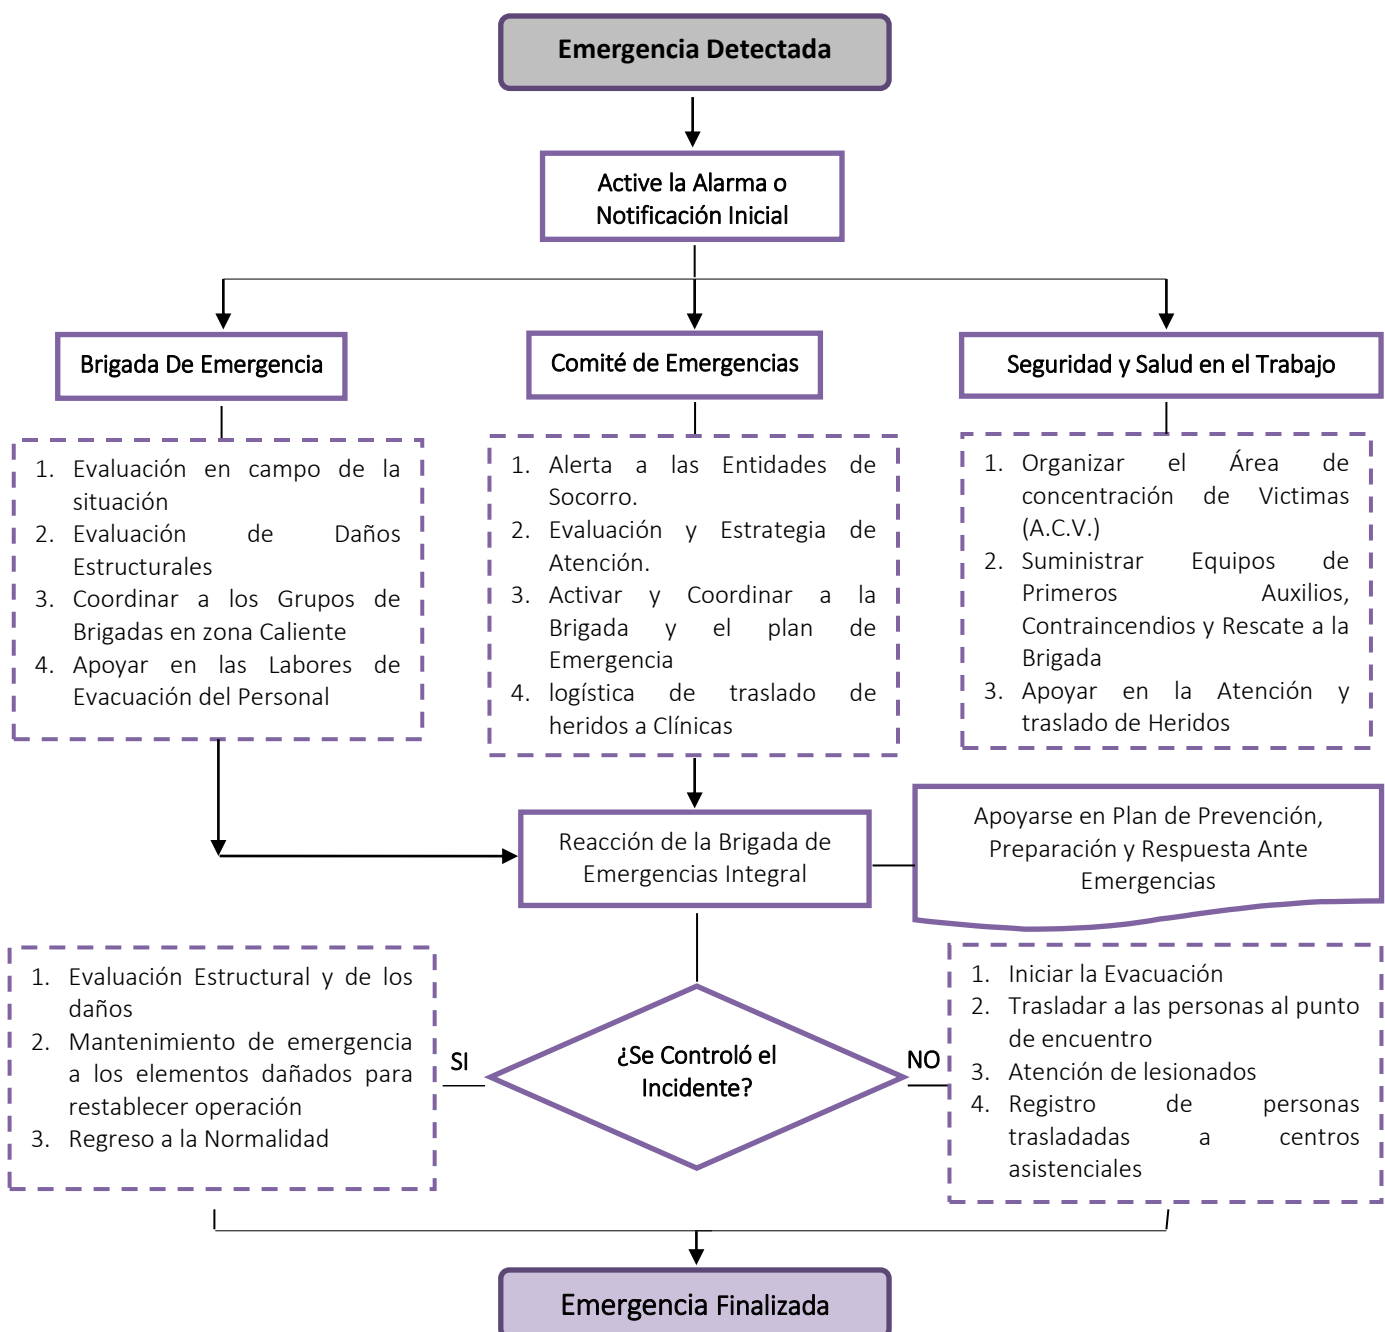 Emergencia Detectada
Active la Alarma o
Notificación Inicial
Brigada De Emergencia
Comité de Emergencias
Seguridad y Salud en el Trabajo
1. Evaluación en campo de la
situación
2. Evaluación de Daños
Estructurales
3. Coordinar a los Grupos de
Brigadas en zona Caliente
4. Apoyar en las Labores de
Evacuación del Personal
1. Alerta a las Entidades de
Socorro.
2. Evaluación y Estrategia de
Atención.
3. Activar y Coordinar a la
Brigada y el plan de
Emergencia
4. logística de traslado de
heridos a Clínicas
1. Organizar el Área de
concentración de Victimas
(A.C.V.)
2. Suministrar Equipos de
Primeros Auxilios,
Contraincendios y Rescate a la
Brigada
3. Apoyar en la Atención y
traslado de Heridos
Reacción de la Brigada de
Emergencias Integral
Apoyarse en Plan de Prevención,
Preparación y Respuesta Ante
Emergencias
1. Evaluación Estructural y de los
daños
2. Mantenimiento de emergencia
a los elementos dañados para
restablecer operación
3. Regreso a la Normalidad
SI
¿Se Controló el
Incidente?
NO
1. Iniciar la Evacuación
2. Trasladar a las personas al punto
de encuentro
3. Atención de lesionados
4. Registro de personas
trasladadas a centros
asistenciales
Emergencia Finalizada